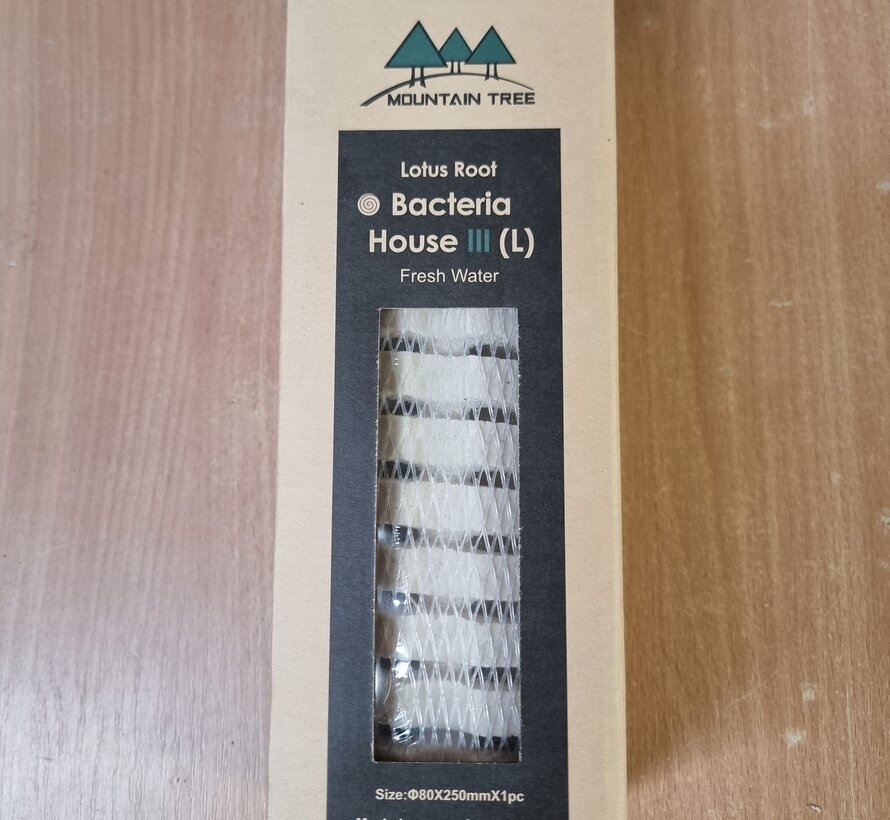 MOUNTAIN TREE
Lotus Root
Bacteria
House III (L)
Fresh Water
Size:Φ80X250mmX1pc